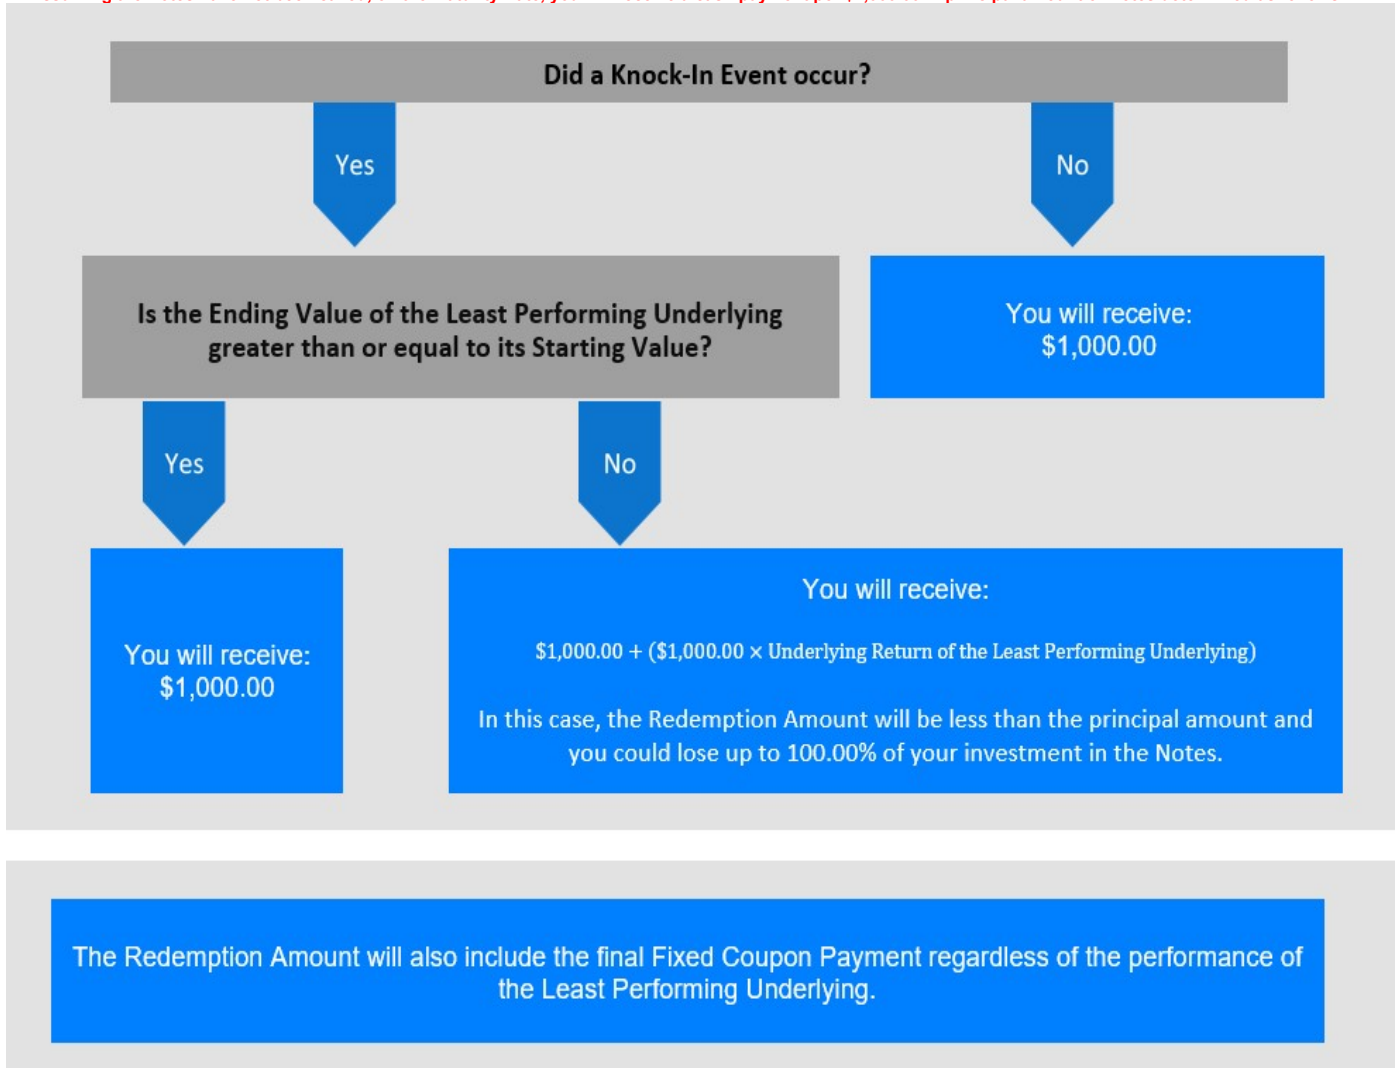 Did a Knock-In Event occur?
Yes
No
Is the Ending Value of the Least Performing Underlying
greater than or equal to its Starting Value?
You will receive:
$1,000.00
Yes
No
You will receive:
$1,000.00
You will receive:
$1,000.00 + ($1,000.00 × Underlying Return of the Least Performing Underlying)
In this case, the Redemption Amount will be less than the principal amount and
you could lose up to 100.00% of your investment in the Notes.
The Redemption Amount will also include the final Fixed Coupon Payment regardless of the performance of
the Least Performing Underlying.